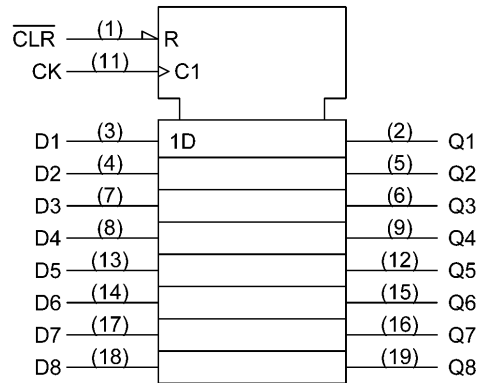 CLR (1) R
CK (11) C1
D1 (3) 1D (2) Q1
D2 (4) (5) Q2
D3 (7) (6) Q3
D4 (8) (9) Q4
D5 (13) (12) Q5
D6 (14) (15) Q6
D7 (17) (16) Q7
D8 (18) (19) Q8